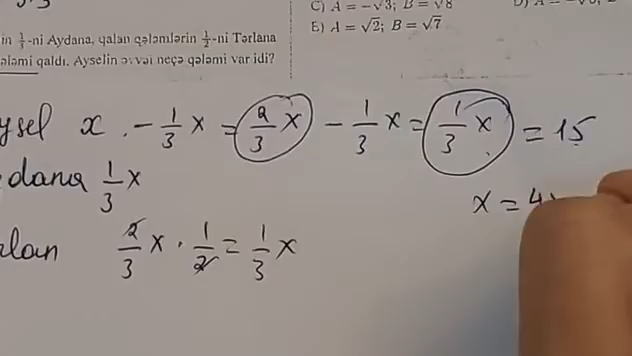 C) A = −√3; B = √8
E) A = √2; B = √7
in 1/3-ni Aydana, qalan qələmlərin 1/2-ni Tərlana
ələmi qaldı. Ayselin əvvəl neçə qələmi var idi?
ysel x . − 1/3 x = 2/3 x − 1/3 x = 1/3 x = 15
dana 1/3 x
x = 4
alan 2/3 x · 1/2 = 1/3 x